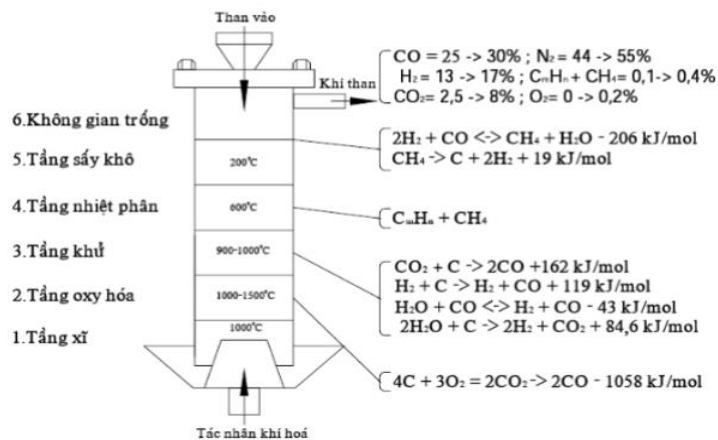 Than vào
CO = 25 -> 30% ; N₂ = 44 -> 55%
H₂ = 13 -> 17% ; CₘHₙ + CH₄= 0,1-> 0,4%
CO₂= 2,5 -> 8% ; O₂= 0 -> 0,2%
Khí than
6.Không gian trống
2H₂ + CO <-> CH₄ + H₂O - 206 kJ/mol
CH₄ -> C + 2H₂ + 19 kJ/mol
5.Tầng sấy khô
200°C
4.Tầng nhiệt phân
600°C
CₘHₙ + CH₄
3.Tầng khử
900-1000°C
CO₂ + C -> 2CO +162 kJ/mol
H₂ + C -> H₂ + CO + 119 kJ/mol
H₂O + CO <-> H₂ + CO - 43 kJ/mol
2H₂O + C -> 2H₂ + CO₂ + 84,6 kJ/mol
2.Tầng oxy hóa
1000-1500°C
1.Tầng xĩ
1000°C
4C + 3O₂ = 2CO₂-> 2CO - 1058 kJ/mol
Tác nhân khí hoá